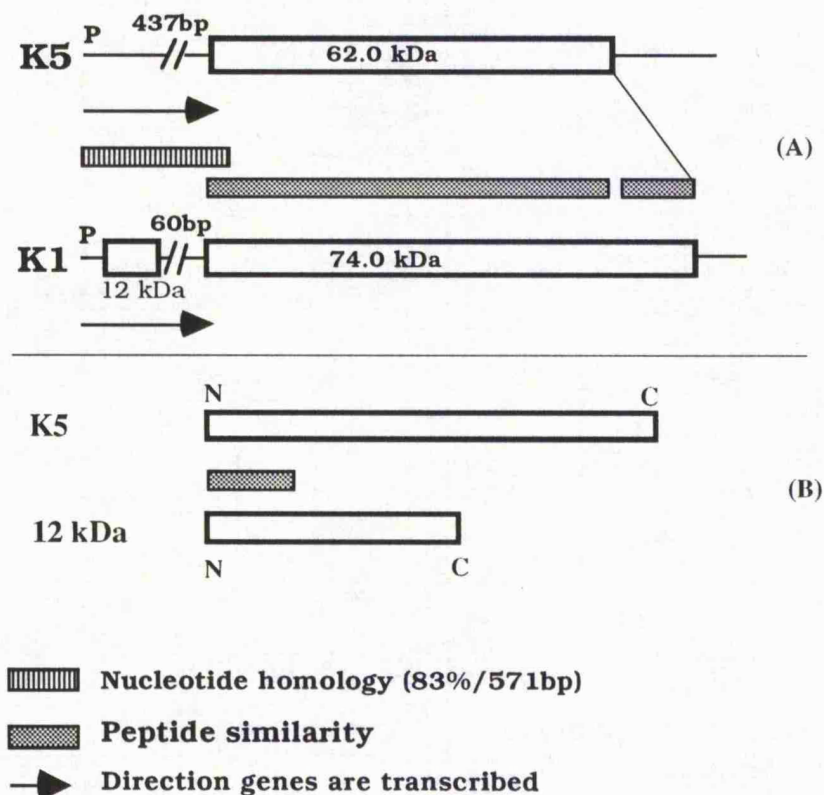 P 437bp
K5 62.0 kDa
(A)
P 60bp
K1 74.0 kDa
12 kDa
N C
K5
(B)
12 kDa
N C
Nucleotide homology (83%/571bp)
Peptide similarity
Direction genes are transcribed